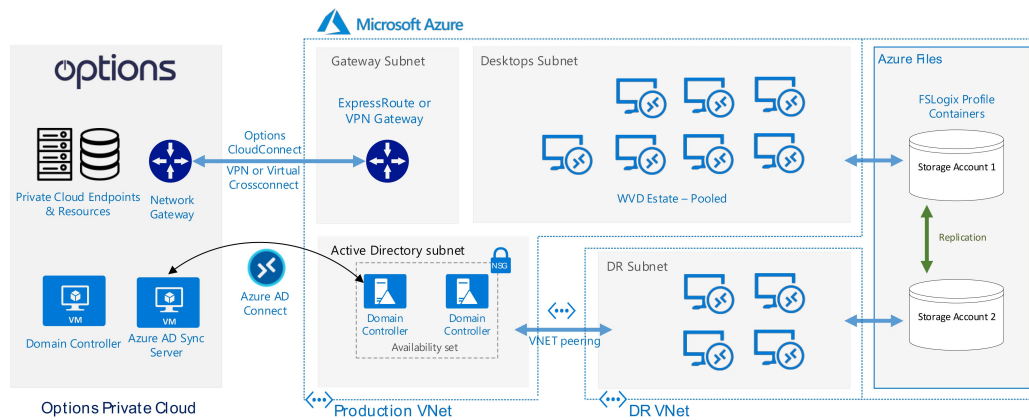 Microsoft Azure
options
Private Cloud Endpoints
& Resources
Network
Gateway
VM
Domain Controller
VM
Azure AD Sync
Server
Options Private Cloud
Options
CloudConnect
VPN or Virtual
Crossconnect
Azure AD
Connect
Gateway Subnet
ExpressRoute or
VPN Gateway
Desktops Subnet
WVD Estate – Pooled
Active Directory subnet
NSG
Domain
Controller
Domain
Controller
Availability set
Production VNet
VNET peering
DR Subnet
DR VNet
Azure Files
FSLogix Profile
Containers
Storage Account 1
Replication
Storage Account 2